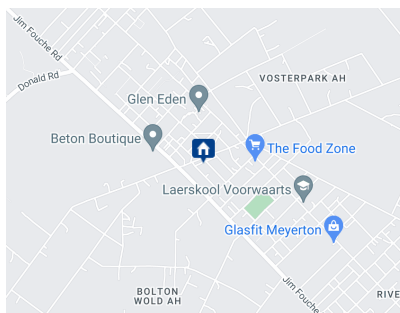 Jim Fouche Rd
Donald Rd
VOSTERPARK AH
Glen Eden
Beton Boutique
The Food Zone
Laerskool Voorwaarts
Glasfit Meyerton
BOLTON
WOLD AH
Jim Fouche
RIVE